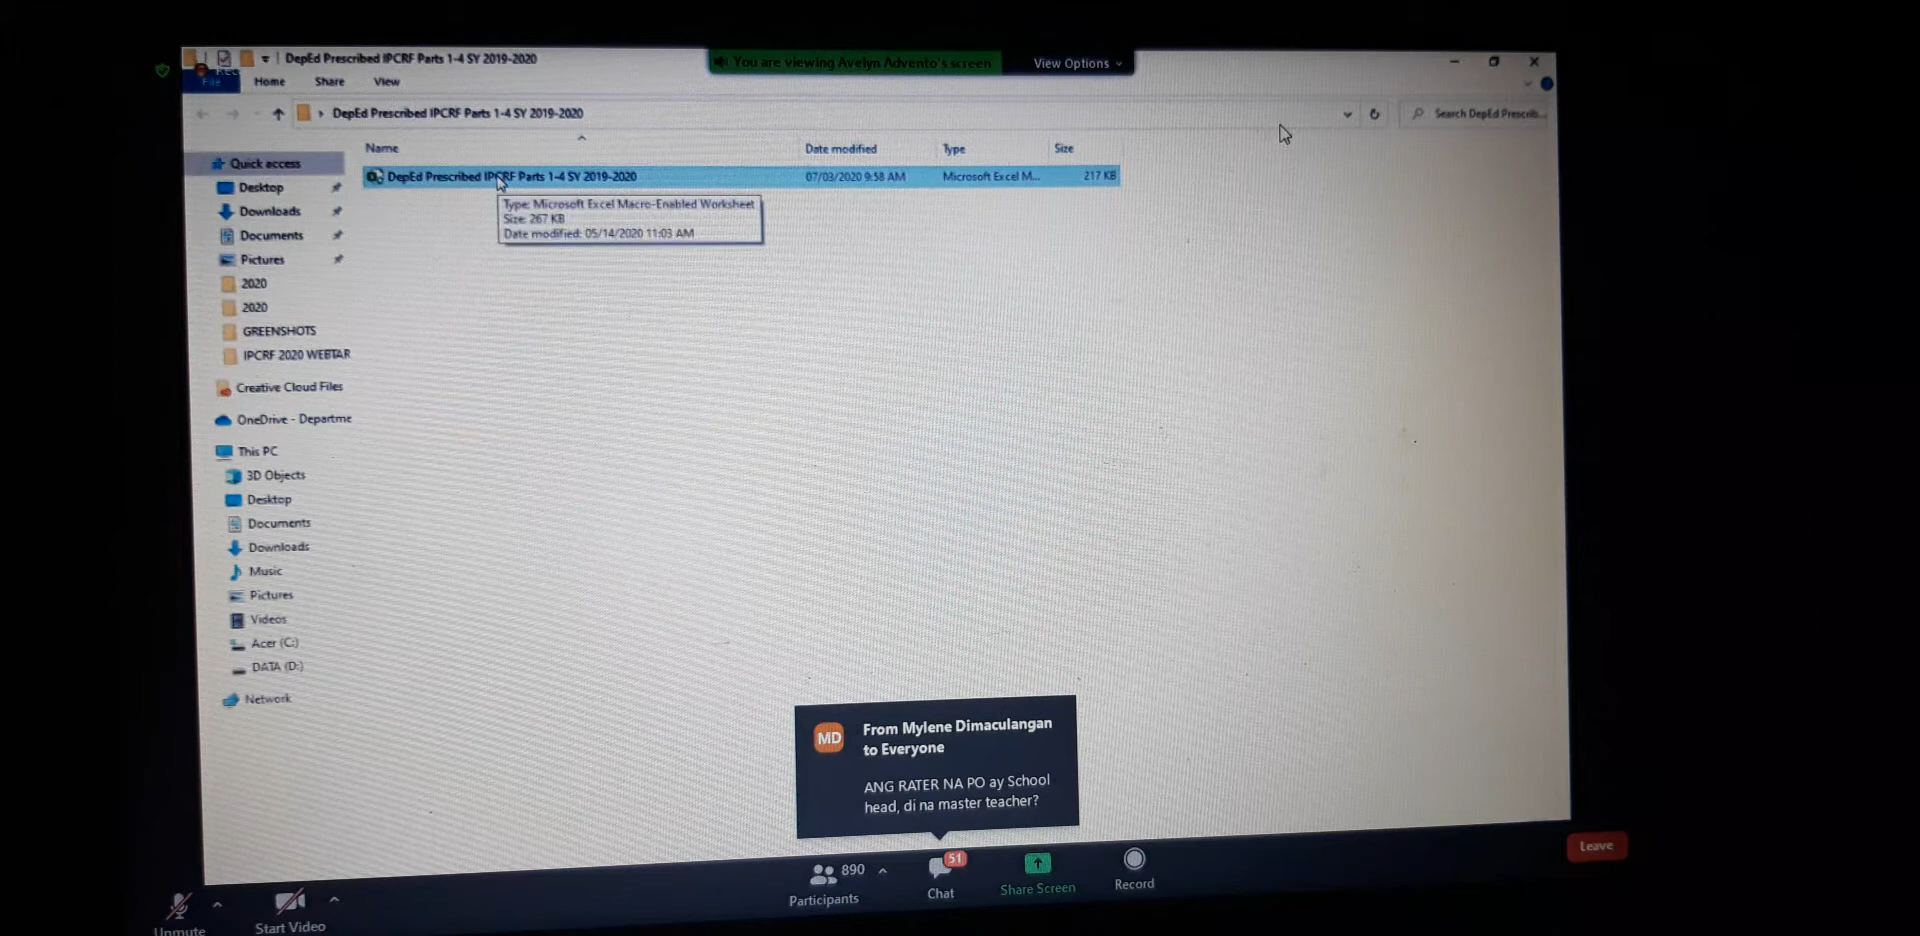 DepEd Prescribed IPCRF Parts 1-4 SY 2019-2020
You are viewing Avelyn Advento's screen
View Options
File
Home
Share
View
DepEd Prescribed IPCRF Parts 1-4 SY 2019-2020
Search DepEd Prescrib...
Name
Date modified
Type
Size
DepEd Prescribed IPCRF Parts 1-4 SY 2019-2020
07/03/2020 9:58 AM
Microsoft Excel M...
217 KB
Type: Microsoft Excel Macro-Enabled Worksheet
Size: 267 KB
Date modified: 05/14/2020 11:03 AM
Quick access
Desktop
Downloads
Documents
Pictures
2020
2020
GREENSHOTS
IPCRF 2020 WEBTAR
Creative Cloud Files
OneDrive - Departme
This PC
3D Objects
Desktop
Documents
Downloads
Music
Pictures
Videos
Acer (C:)
DATA (D:)
Network
MD
From Mylene Dimaculangan
to Everyone
ANG RATER NA PO ay School
head, di na master teacher?
Unmute
Start Video
890
Participants
51
Chat
Share Screen
Record
Leave